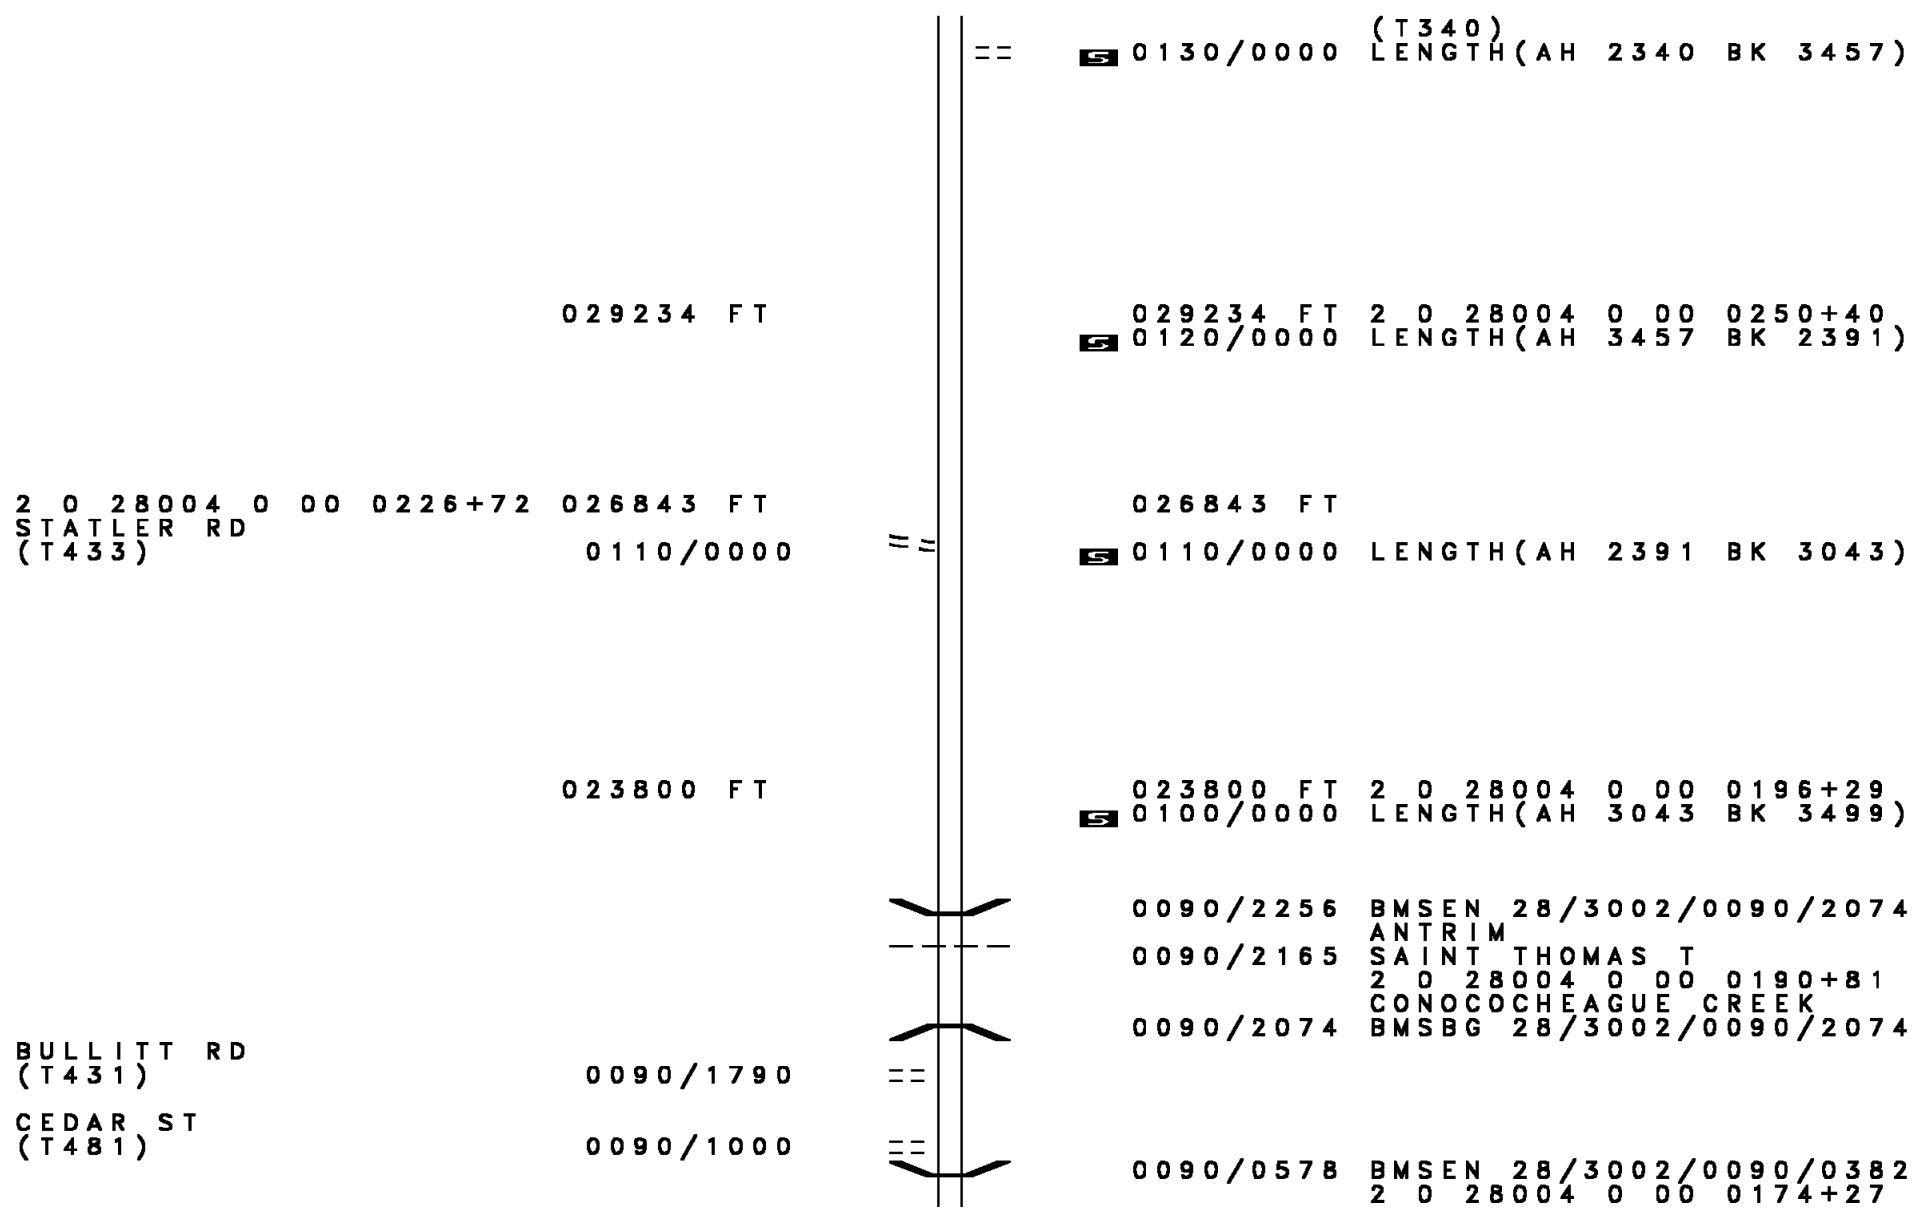 (T340)
== S 0130/0000 LENGTH(AH 2340 BK 3457)
029234 FT 029234 FT 2 0 28004 0 00 0250+40
S 0120/0000 LENGTH(AH 3457 BK 2391)
2 0 28004 0 00 0226+72 026843 FT 026843 FT
STATLER RD
(T433) 0110/0000 == S 0110/0000 LENGTH(AH 2391 BK 3043)
023800 FT 023800 FT 2 0 28004 0 00 0196+29
S 0100/0000 LENGTH(AH 3043 BK 3499)
0090/2256 BMSEN 28/3002/0090/2074
ANTRIM
0090/2165 SAINT THOMAS T
2 0 28004 0 00 0190+81
CONOCOCHEAGUE CREEK
0090/2074 BMSBG 28/3002/0090/2074
BULLITT RD
(T431) 0090/1790 ==
CEDAR ST
(T481) 0090/1000 ==
0090/0578 BMSEN 28/3002/0090/0382
2 0 28004 0 00 0174+27